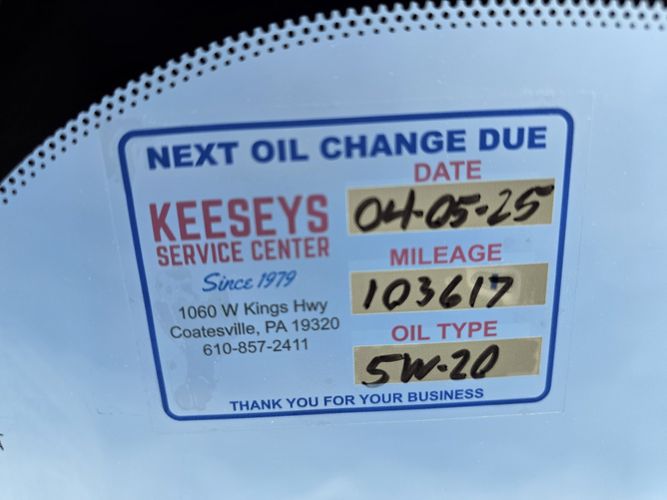 NEXT OIL CHANGE DUE
KEESEYS
SERVICE CENTER
Since 1979
1060 W Kings Hwy
Coatesville, PA 19320
610-857-2411
DATE
04-05-25
MILEAGE
103617
OIL TYPE
5W-20
THANK YOU FOR YOUR BUSINESS